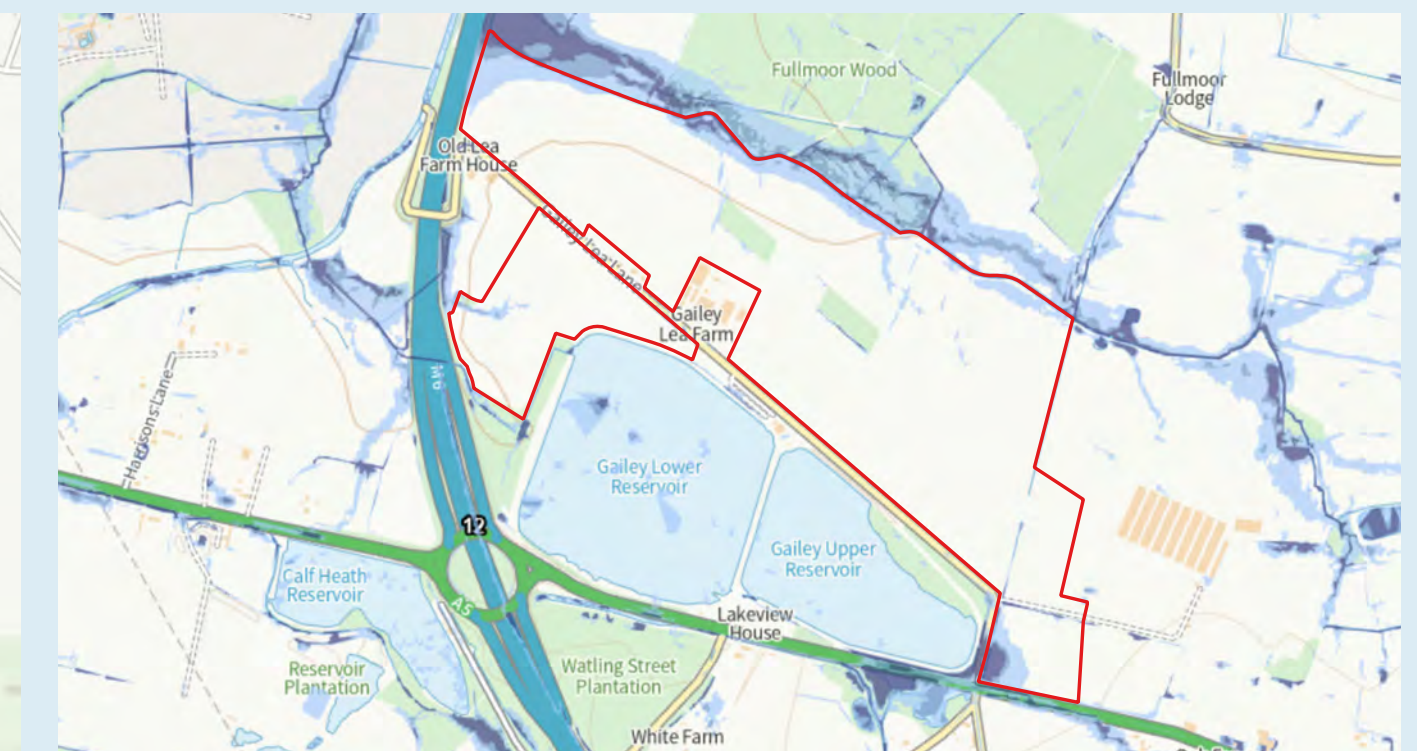 Fullmoor Wood
Fullmoor
Lodge
Old Lea
Farm House
Gailey Lea Lane
Gailey
Lea Farm
M6
Harrisons Lane
Gailey Lower
Reservoir
12
Gailey Upper
Reservoir
Calf Heath
Reservoir
A5
Lakeview
House
Watling Street
Plantation
Reservoir
Plantation
White Farm